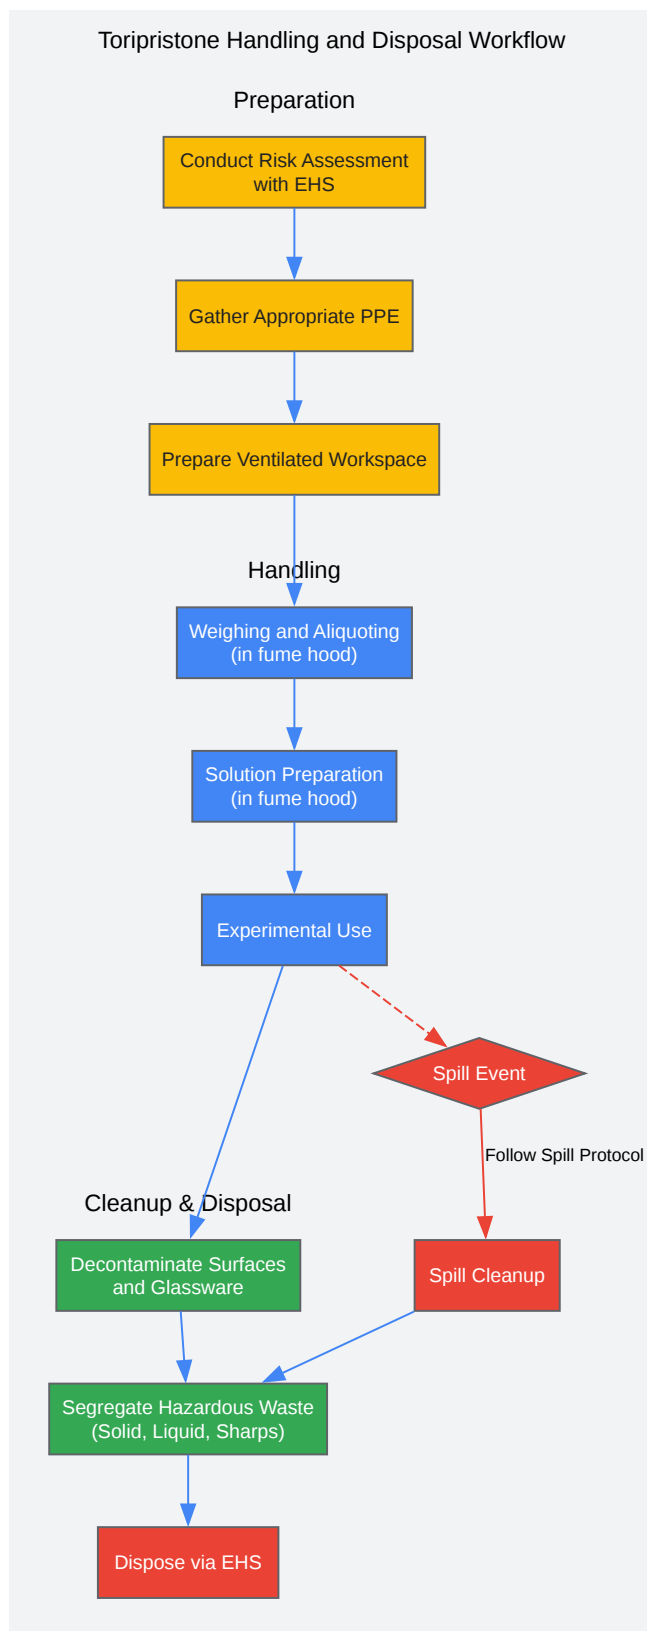 Toripristone Handling and Disposal Workflow
Preparation
Conduct Risk Assessment
with EHS
Gather Appropriate PPE
Prepare Ventilated Workspace
Handling
Weighing and Aliquoting
(in fume hood)
Solution Preparation
(in fume hood)
Experimental Use
Spill Event
Follow Spill Protocol
Cleanup & Disposal
Decontaminate Surfaces
and Glassware
Spill Cleanup
Segregate Hazardous Waste
(Solid, Liquid, Sharps)
Dispose via EHS